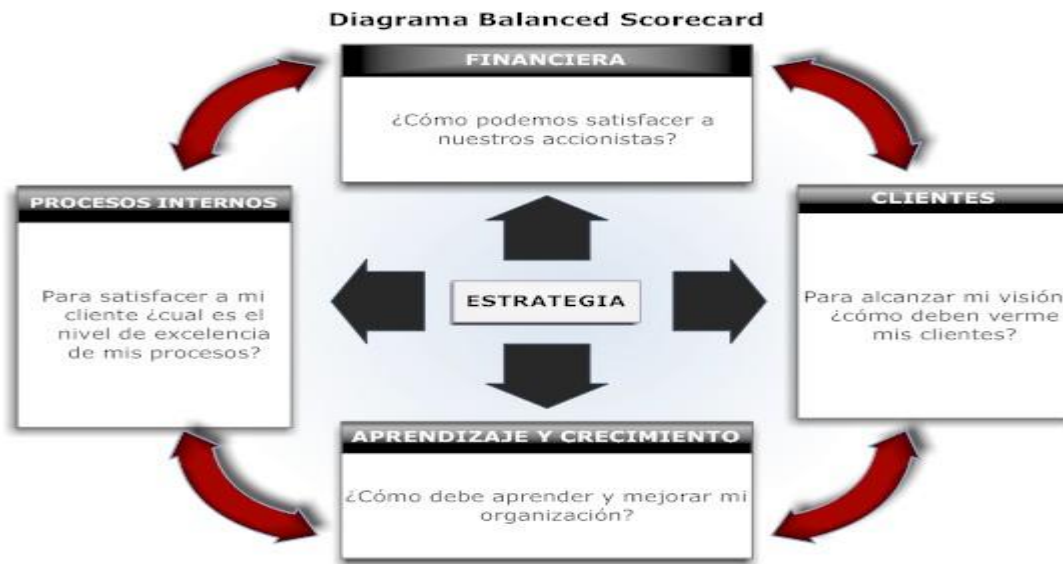 Diagrama Balanced Scorecard
FINANCIERA
¿Cómo podemos satisfacer a
nuestros accionistas?
PROCESOS INTERNOS
Para satisfacer a mi
cliente ¿cual es el
nivel de excelencia
de mis procesos?
ESTRATEGIA
CLIENTES
Para alcanzar mi visión
¿cómo deben verme
mis clientes?
APRENDIZAJE Y CRECIMIENTO
¿Cómo debe aprender y mejorar mi
organización?